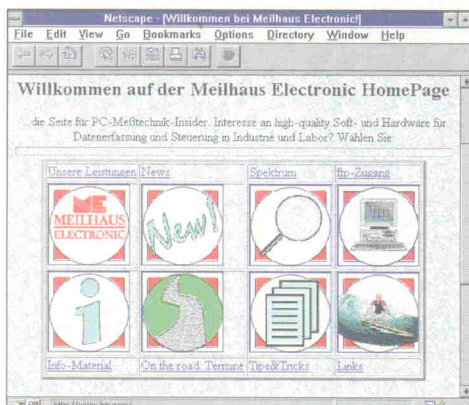 Netscape - [Willkommen bei Meilhaus Electronic!]
File Edit View Go Bookmarks Options Directory Window Help
Willkommen auf der Meilhaus Electronic HomePage
...die Seite für PC-Meßtechnik-Insider. Interesse an high-quality Soft- und Hardware für
Datenerfassung und Steuerung in Industrie und Labor? Wählen Sie
Unsere Leistungen News Spektrum ftp-Zugang
ME
MEILHAUS
ELECTRONIC
New!
i
Info-Material On the road. Termine Tips&Tricks Links